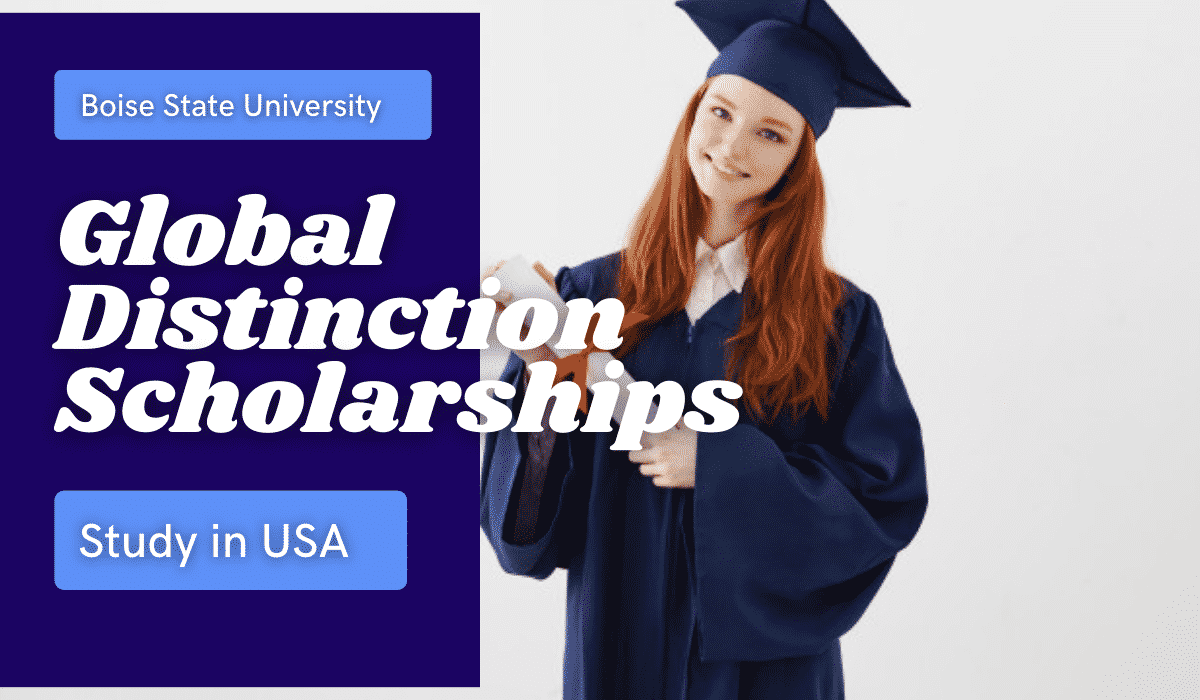 Boise State University
Global
Distinction
Scholarships
Study in USA